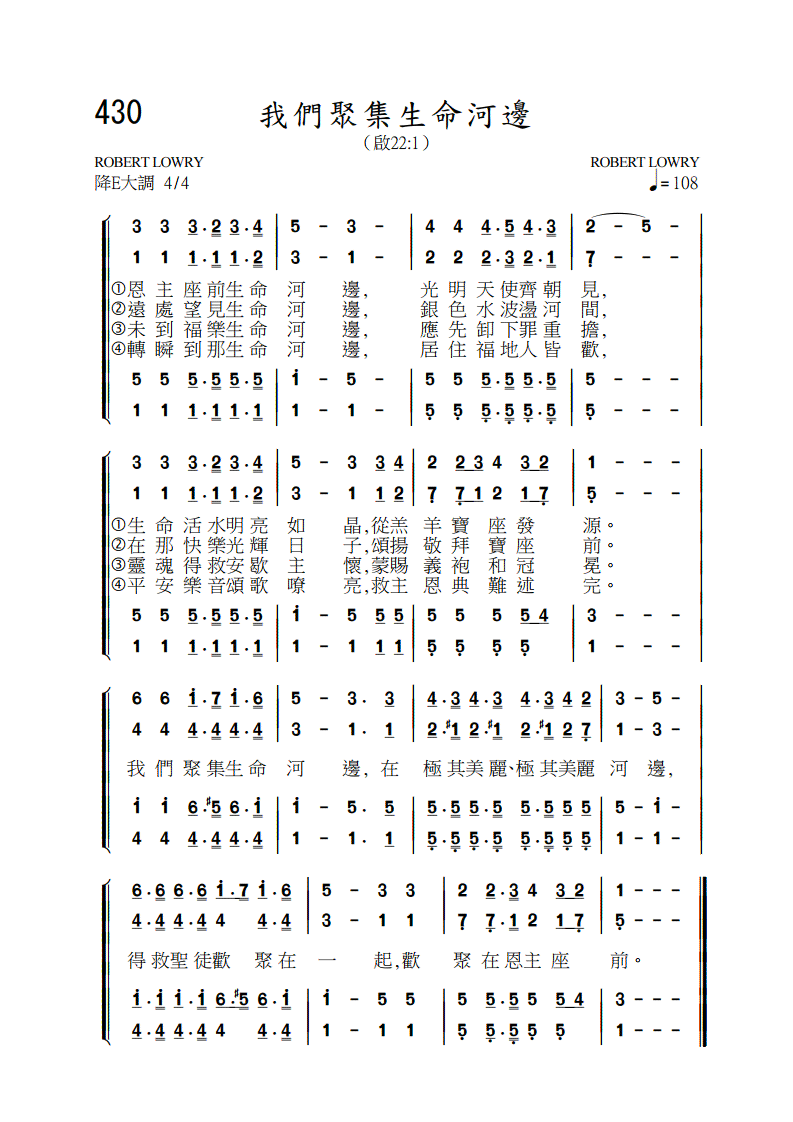 430
我們聚集生命河邊
（啟22:1）
ROBERT LOWRY ROBERT LOWRY
降E大調 4/4 ♩=108
3 3 3·2 3·4 | 5 - 3 - | 4 4 4·5 4·3 | 2 - 5 - |
1 1 1·1 1·2 | 3 - 1 - | 2 2 2·3 2·1 | 7̣ - - - |
①恩主座前生命河邊,光明天使齊朝見,
②遠處望見生命河邊,銀色水波盪河間,
③未到福樂生命河邊,應先卸下罪重擔,
④轉瞬到那生命河邊,居住福地人皆歡,
5 5 5·5 5·5 | i - 5 - | 5 5 5·5 5·5 | 5 - - - |
1 1 1·1 1·1 | 1 - 1 - | 5̣ 5̣ 5̣·5̣ 5̣·5̣ | 5̣ - - - |
3 3 3·2 3·4 | 5 - 3 3 4 | 2 2 3 4 3 2 | 1 - - - |
1 1 1·1 1·2 | 3 - 1 1 2 | 7̣ 7̣ 1 2 1 7̣ | 5̣ - - - |
①生命活水明亮如晶,從羔羊寶座發源。
②在那快樂光輝日子,頌揚敬拜寶座前。
③靈魂得救安歇主懷,蒙賜義袍和冠冕。
④平安樂音頌歌嘹亮,救主恩典難述完。
5 5 5·5 5·5 | i - 5 5 5 | 5 5 5 5 4 | 3 - - - |
1 1 1·1 1·1 | 1 - 1 1 1 | 5̣ 5̣ 5̣ 5̣ | 1 - - - |
6 6 i·7 i·6 | 5 - 3· 3 | 4·3 4·3 4·3 4 2 | 3 - 5 - |
4 4 4·4 4·4 | 3 - 1· 1 | 2·#1 2·#1 2·#1 2 7̣ | 1 - 3 - |
我們聚集生命河邊,在極其美麗、極其美麗河邊,
i i 6·#5 6·i | i - 5· 5 | 5·5 5·5 5·5 5 5 | 5 - i - |
4 4 4·4 4·4 | 1 - 1· 1 | 5̣·5̣ 5̣·5̣ 5̣·5̣ 5̣ 5̣ | 1 - 1 - |
6·6 6·6 i·7 i·6 | 5 - 3 3 | 2 2·3 4 3 2 | 1 - - - |
4·4 4·4 4 4·4 | 3 - 1 1 | 7̣ 7̣·1 2 1 7̣ | 5̣ - - - |
得救聖徒歡聚在一起,歡聚在恩主座前。
i·i i·i 6·#5 6·i | i - 5 5 | 5 5·5 5 5 4 | 3 - - - |
4·4 4·4 4 4·4 | 1 - 1 1 | 5̣ 5̣·5̣ 5̣ 5̣ | 1 - - - |